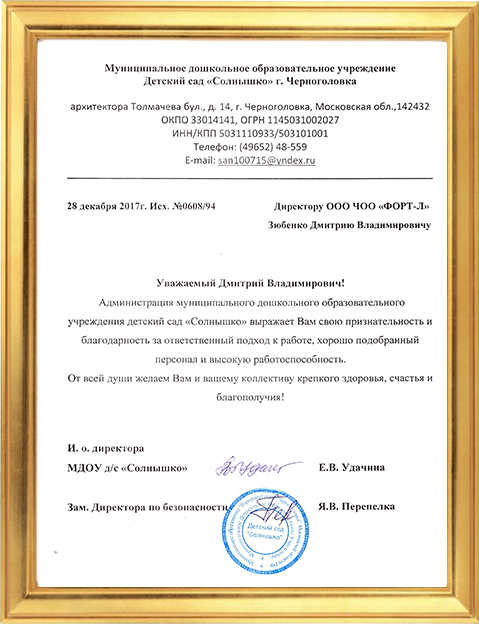 Муниципальное дошкольное образовательное учреждение
Детский сад «Солнышко» г. Черноголовка
архитектора Толмачева бул., д. 14, г. Черноголовка, Московская обл.,142432
ОКПО 33014141, ОГРН 1145031002027
ИНН/КПП 5031110933/503101001
Телефон: (49652) 48-559
E-mail: san100715@yndex.ru
28 декабря 2017г. Исх. №0608/94
Директору ООО ЧОО «ФОРТ-Л»
Зюбенко Дмитрию Владимировичу
Уважаемый Дмитрий Владимирович!
Администрация муниципального дошкольного образовательного
учреждения детский сад «Солнышко» выражает Вам свою признательность и
благодарность за ответственный подход к работе, хорошо подобранный
персонал и высокую работоспособность.
От всей души желаем Вам и вашему коллективу крепкого здоровья, счастья и
благополучия!
И. о. директора
МДОУ д/с «Солнышко»
Е.В. Удачина
Зам. Директора по безопасности
Я.В. Перепелка
Детский сад
"Солнышко"